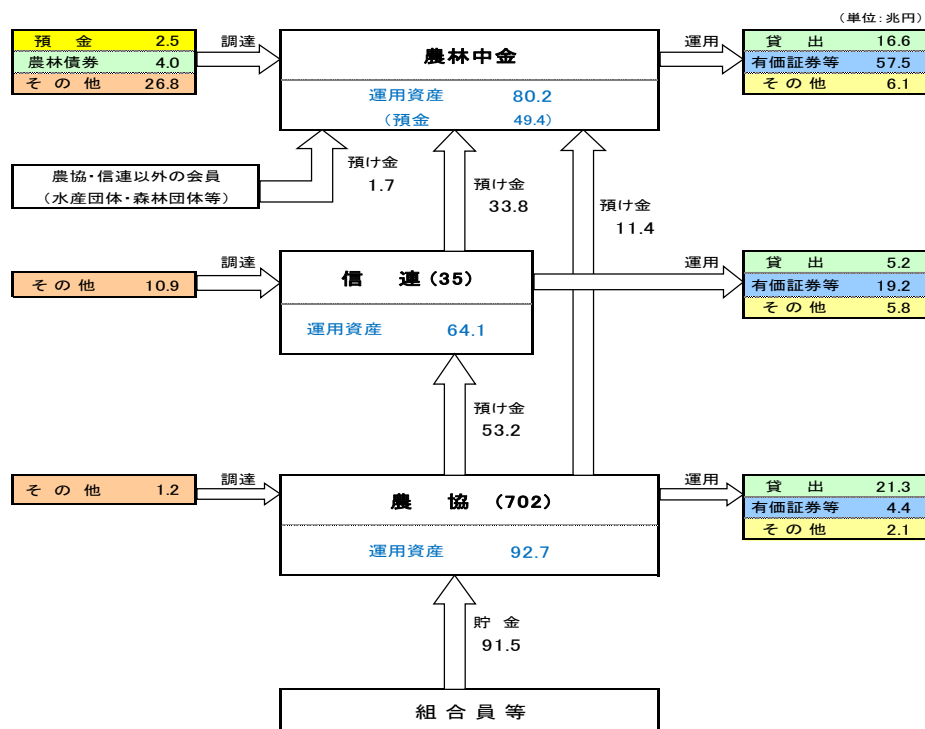 (単位:兆円)
預金 2.5
農林債券 4.0
その他 26.8
調達
農林中金
運用資産 80.2
(預金 49.4)
運用
貸出 16.6
有価証券等 57.5
その他 6.1
農協・信連以外の会員
(水産団体・森林団体等)
預け金
1.7
預け金
33.8
預け金
11.4
その他 10.9
調達
信連(35)
運用資産 64.1
運用
貸出 5.2
有価証券等 19.2
その他 5.8
預け金
53.2
その他 1.2
調達
農協 (702)
運用資産 92.7
運用
貸出 21.3
有価証券等 4.4
その他 2.1
貯金
91.5
組合員等